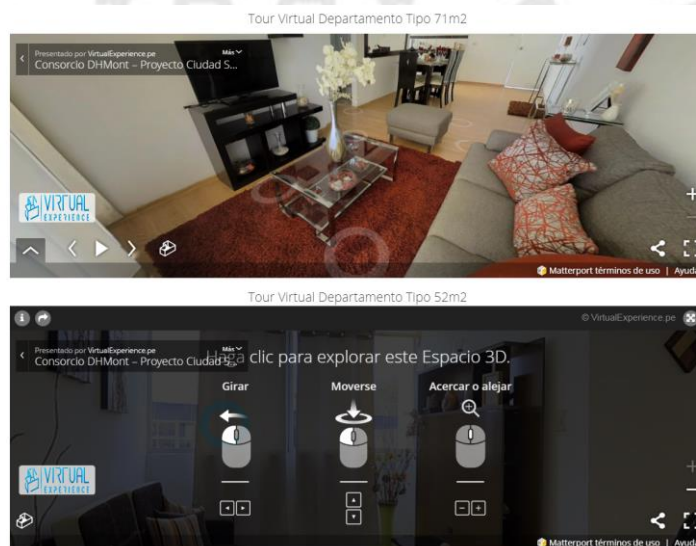 Tour Virtual Departamento Tipo 71m2
Presentado por VirtualExperience.pe
Más
Consorcio DHMont – Proyecto Ciudad S...
VIRTUAL
EXPERIENCE
Matterport términos de uso | Ayuda
Tour Virtual Departamento Tipo 52m2
© VirtualExperience.pe
Presentado por VirtualExperience.pe
Más
Consorcio DHMont – Proyecto Ciudad S...
Haga clic para explorar este Espacio 3D.
Girar
Moverse
Acercar o alejar
VIRTUAL
EXPERIENCE
Matterport términos de uso | Ayuda